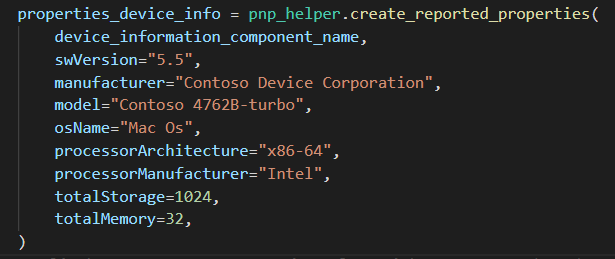 properties_device_info = pnp_helper.create_reported_properties(
device_information_component_name,
swVersion="5.5",
manufacturer="Contoso Device Corporation",
model="Contoso 4762B-turbo",
osName="Mac Os",
processorArchitecture="x86-64",
processorManufacturer="Intel",
totalStorage=1024,
totalMemory=32,
)